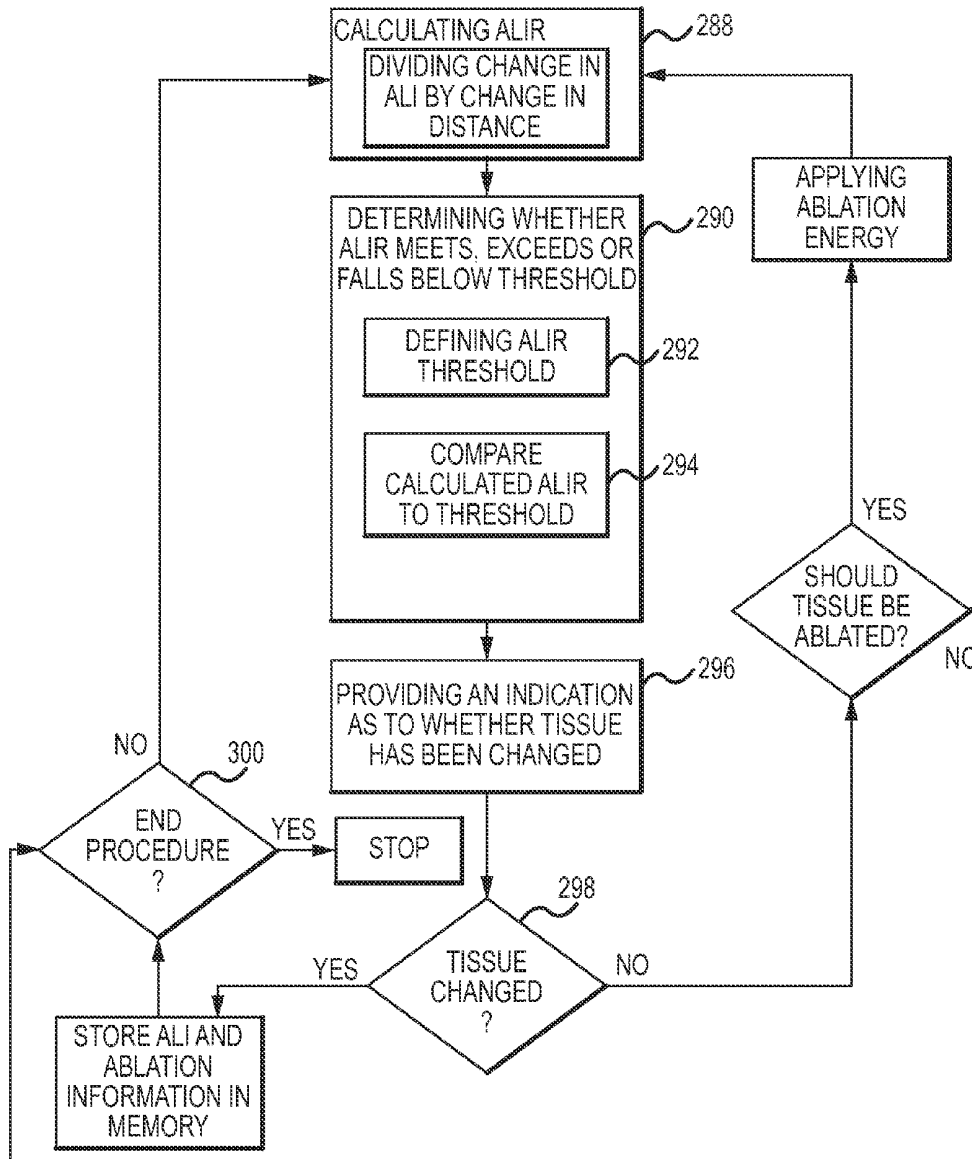 CALCULATING ALIR
288
DIVIDING CHANGE IN
ALI BY CHANGE IN
DISTANCE
APPLYING
ABLATION
ENERGY
DETERMINING WHETHER
ALIR MEETS, EXCEEDS OR
FALLS BELOW THRESHOLD
290
DEFINING ALIR
THRESHOLD
292
COMPARE
CALCULATED ALIR
TO THRESHOLD
294
YES
SHOULD
TISSUE BE
ABLATED?
NO
PROVIDING AN INDICATION
AS TO WHETHER TISSUE
HAS BEEN CHANGED
296
NO
300
END
PROCEDURE
?
YES
STOP
298
TISSUE
CHANGED
?
YES
NO
STORE ALI AND
ABLATION
INFORMATION IN
MEMORY